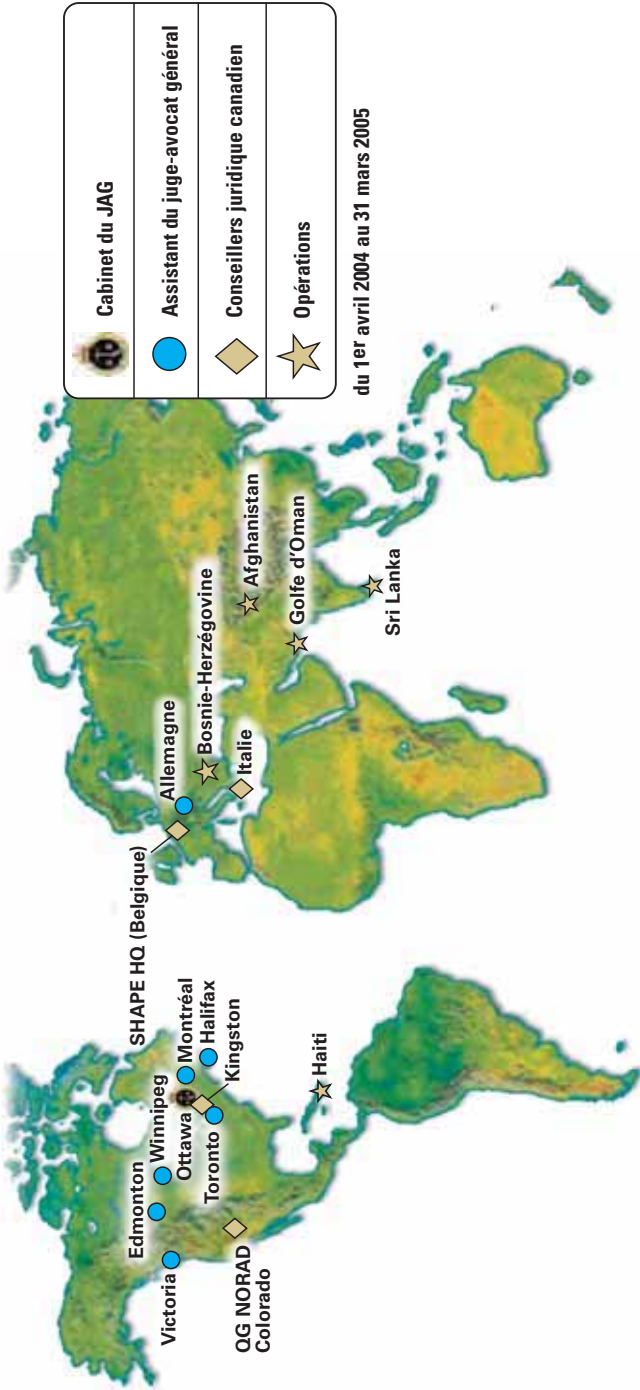 Edmonton
Winnipeg
Victoria
Ottawa
Montréal
Halifax
Kingston
Toronto
QG NORAD
Colorado
Haiti
SHAPE HQ (Belgique)
Allemagne
Bosnie-Herzégovine
Italie
Afghanistan
Golfe d'Oman
Sri Lanka
Cabinet du JAG
Assistant du juge-avocat général
Conseillers juridique canadien
Opérations
du 1er avril 2004 au 31 mars 2005